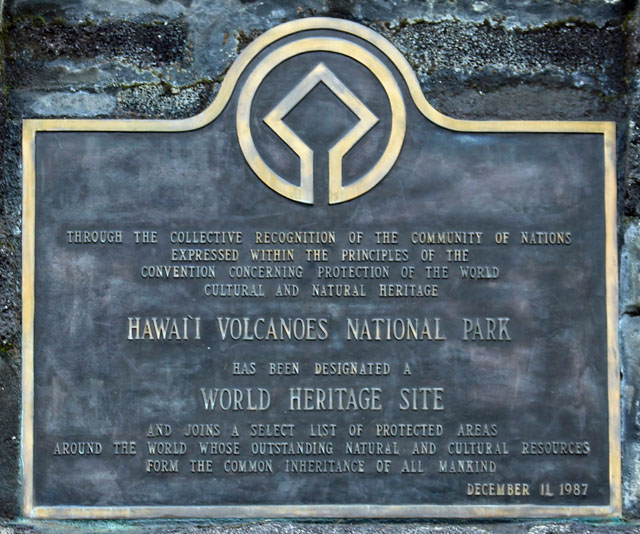 THROUGH THE COLLECTIVE RECOGNITION OF THE COMMUNITY OF NATIONS
EXPRESSED WITHIN THE PRINCIPLES OF THE
CONVENTION CONCERNING PROTECTION OF THE WORLD
CULTURAL AND NATURAL HERITAGE
HAWAI'I VOLCANOES NATIONAL PARK
HAS BEEN DESIGNATED A
WORLD HERITAGE SITE
AND JOINS A SELECT LIST OF PROTECTED AREAS
AROUND THE WORLD WHOSE OUTSTANDING NATURAL AND CULTURAL RESOURCES
FORM THE COMMON INHERITANCE OF ALL MANKIND
DECEMBER 11, 1987